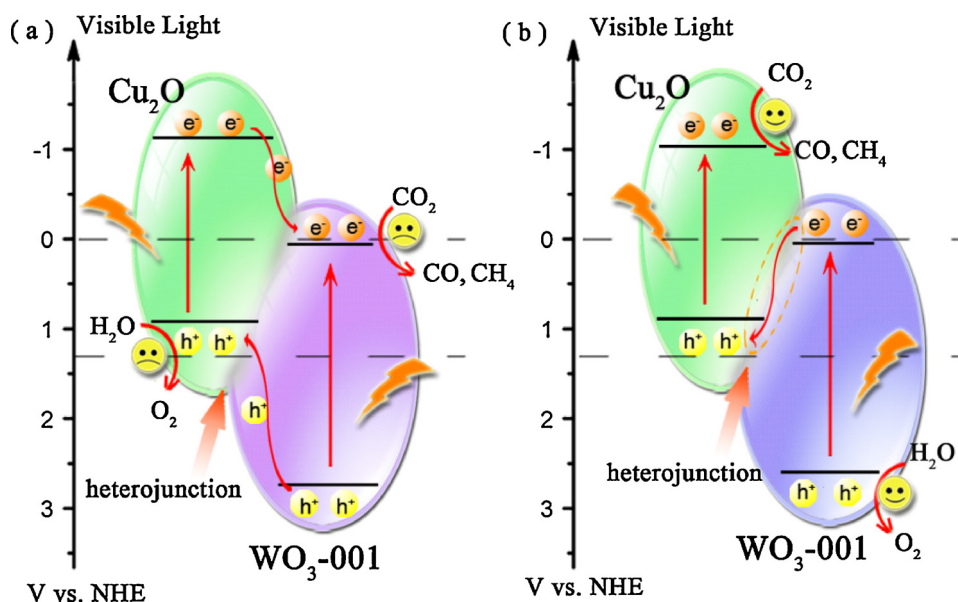 ( a )
Visible Light
Cu₂O
e⁻ e⁻
e⁻
-1
e⁻ e⁻
CO₂
0
CO, CH₄
H₂O
1
h⁺ h⁺
O₂
h⁺
2
heterojunction
h⁺ h⁺
3
WO₃-001
V vs. NHE
( b )
Visible Light
Cu₂O
CO₂
e⁻ e⁻
-1
CO, CH₄
e⁻ e⁻
0
1
h⁺ h⁺
2
heterojunction
H₂O
h⁺ h⁺
3
O₂
WO₃-001
V vs. NHE